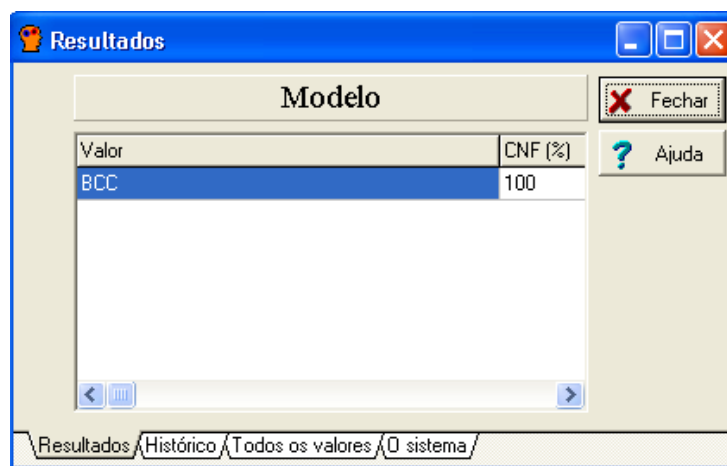 Resultados
Modelo
Fechar
Valor CNF (%)
Ajuda
BCC 100
Resultados Histórico Todos os valores O sistema